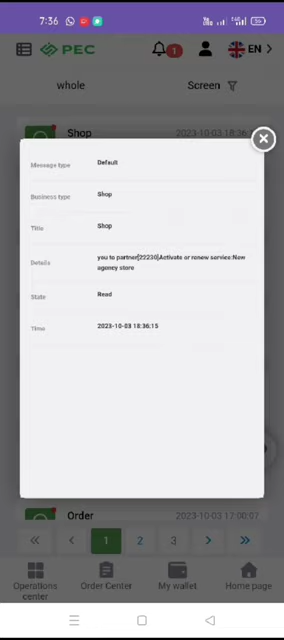 7:36
PEC
1
EN
whole
Screen
Shop
2023-10-03 18:36:1
Message type
Default
Business type
Shop
Title
Shop
Details
you to partner[22230]Activate or renew service:New
agency store
State
Read
Time
2023-10-03 18:36:15
Order
2023-10-03 17:00:07
« ‹ 1 2 3 › »
Operations
center
Order Center
My wallet
Home page